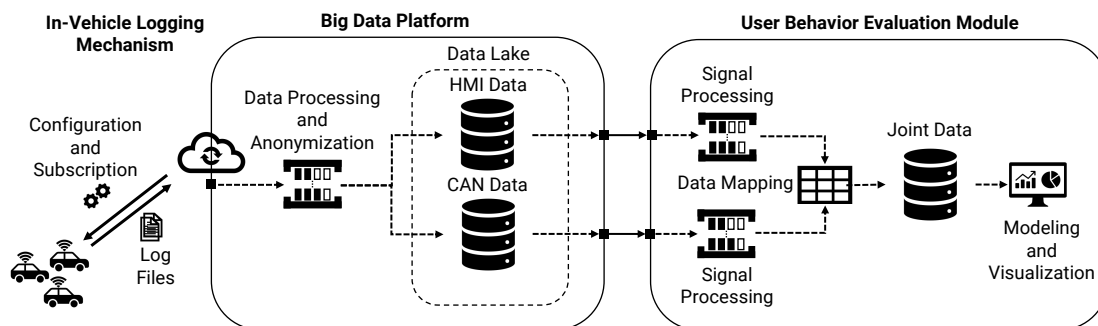 In-Vehicle Logging
Mechanism
Big Data Platform
User Behavior Evaluation Module
Configuration
and
Subscription
Log
Files
Data Processing
and
Anonymization
Data Lake
HMI Data
CAN Data
Signal
Processing
Data Mapping
Signal
Processing
Joint Data
Modeling
and
Visualization